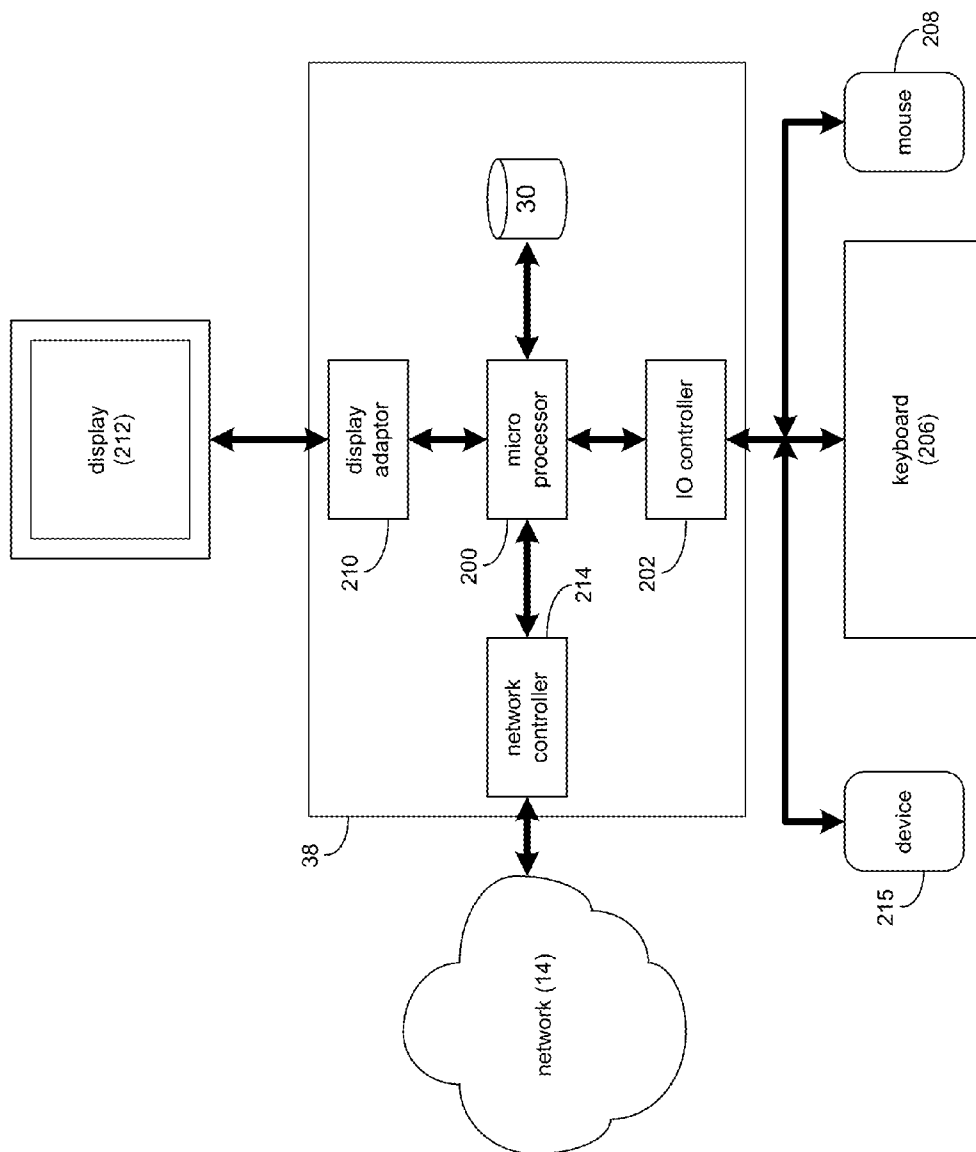 display
(212)
display
adaptor
210
micro
processor
200
30
IO controller
202
network
controller
214
38
network (14)
mouse
208
keyboard
(206)
device
215